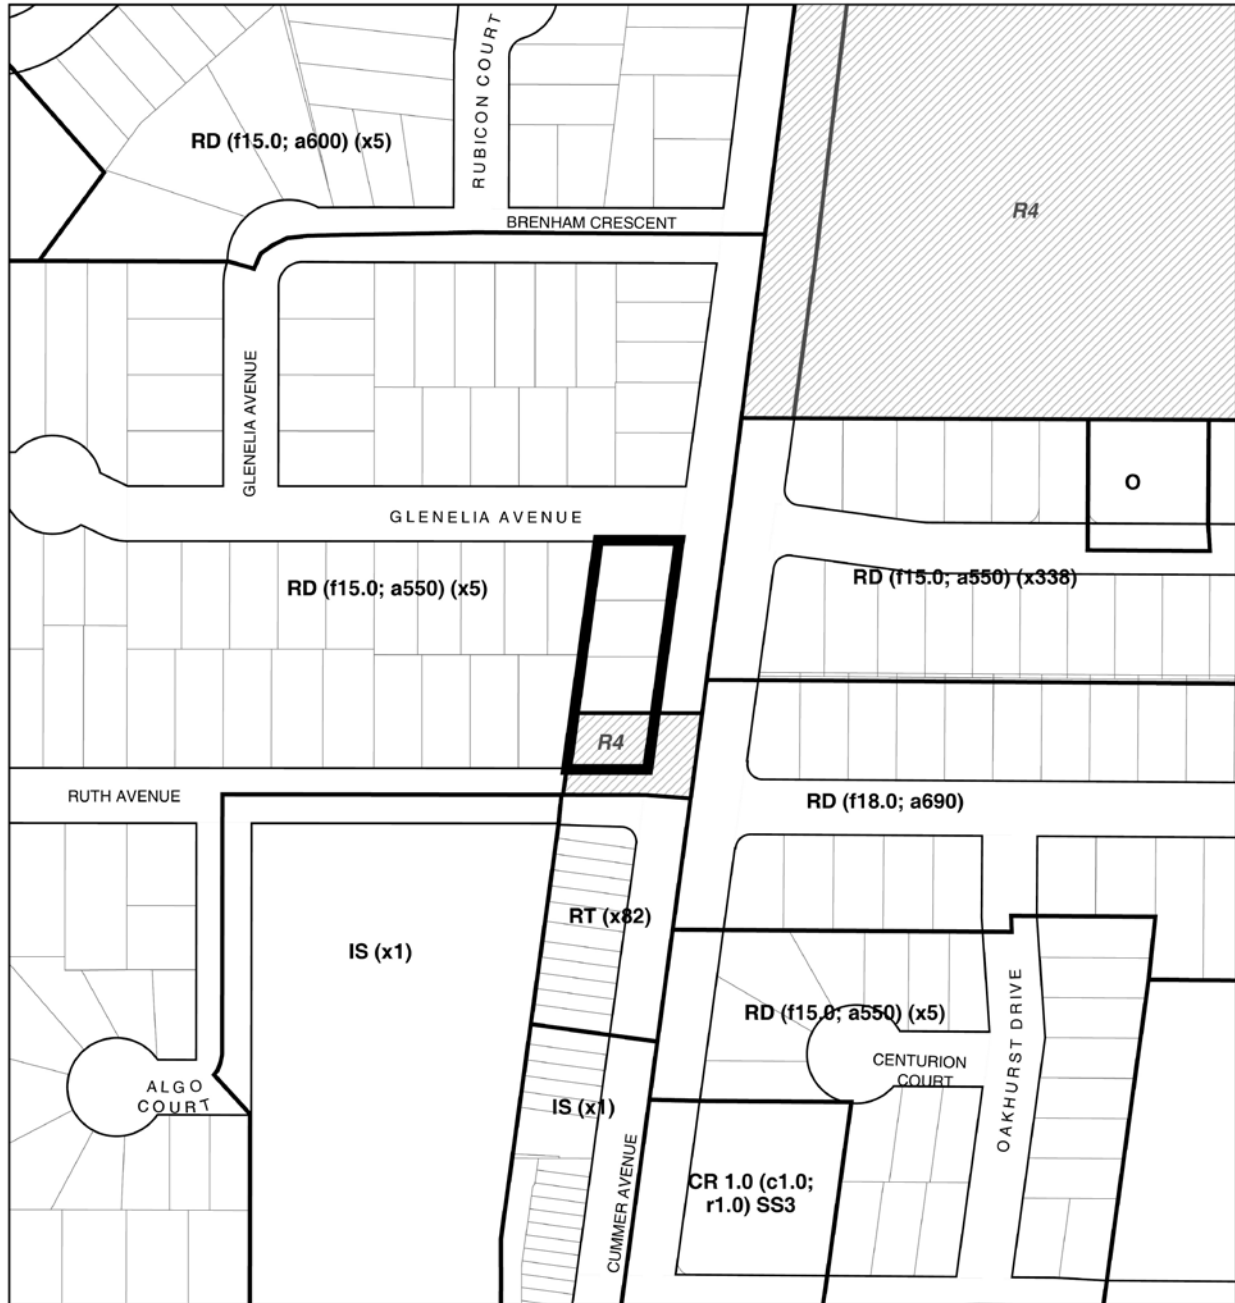 RUBICON COURT
RD (f15.0; a600) (x5)
R4
BRENHAM CRESCENT
GLENELIA AVENUE
O
GLENELIA AVENUE
RD (f15.0; a550) (x5)
RD (f15.0; a550) (x338)
R4
RUTH AVENUE
RD (f18.0; a690)
RT (x82)
IS (x1)
RD (f15.0; a550) (x5)
OAKHURST DRIVE
CENTURION
COURT
ALGO
COURT
IS (x1)
CUMMER AVENUE
CR 1.0 (c1.0;
r1.0) SS3